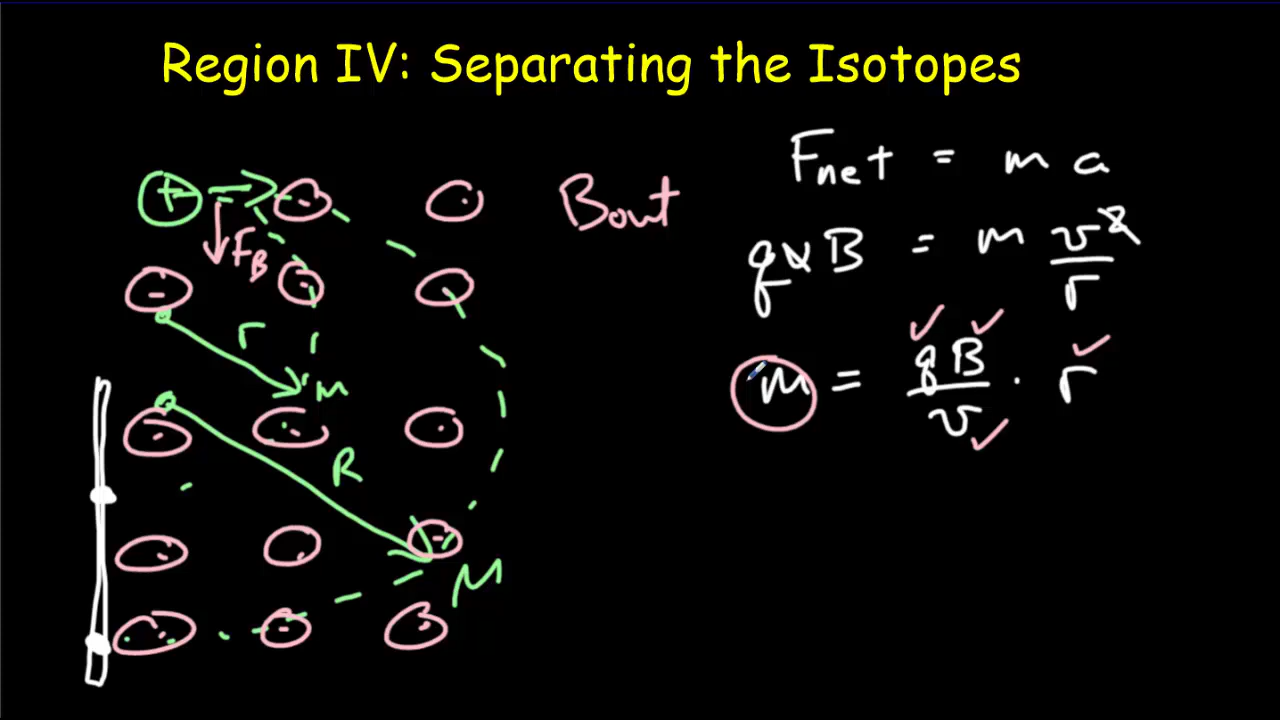 Region IV: Separating the Isotopes
Fnet = m a
+ Bout
FB
qvB = m v²/r
r
m
m = qB/v · r
R
M